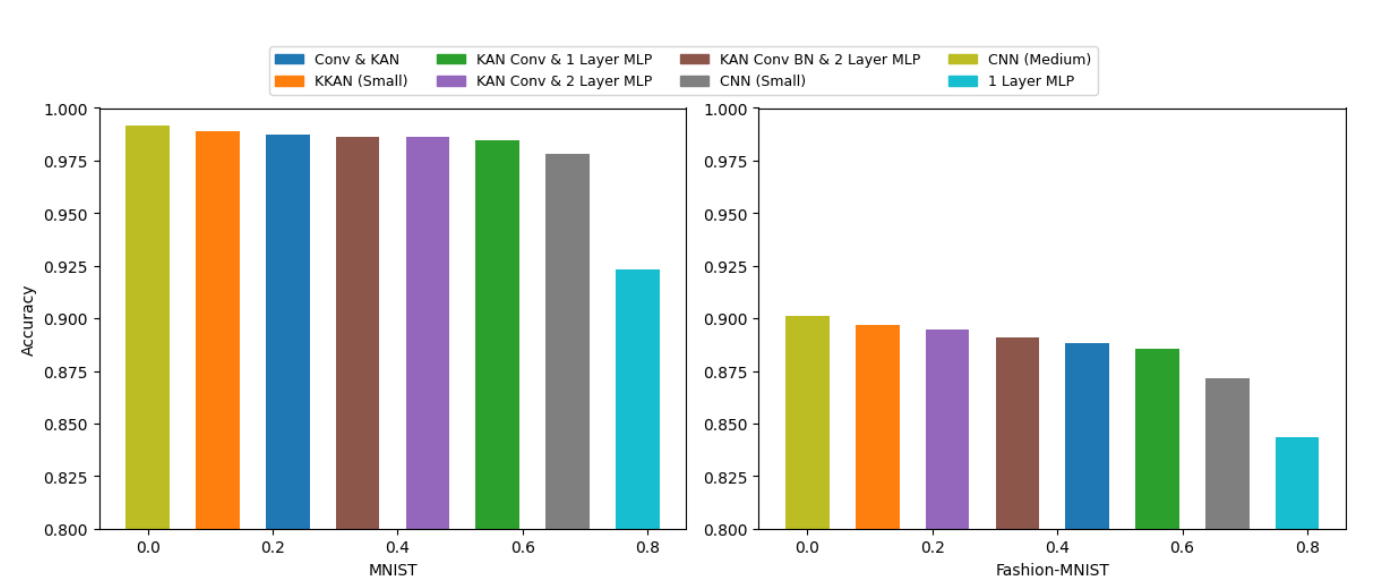 Conv & KAN KAN Conv & 1 Layer MLP KAN Conv BN & 2 Layer MLP CNN (Medium)
KKAN (Small) KAN Conv & 2 Layer MLP CNN (Small) 1 Layer MLP
1.000
0.975
0.950
0.925
0.900
0.875
0.850
0.825
0.800
Accuracy
0.0 0.2 0.4 0.6 0.8
MNIST
1.000
0.975
0.950
0.925
0.900
0.875
0.850
0.825
0.800
0.0 0.2 0.4 0.6 0.8
Fashion-MNIST